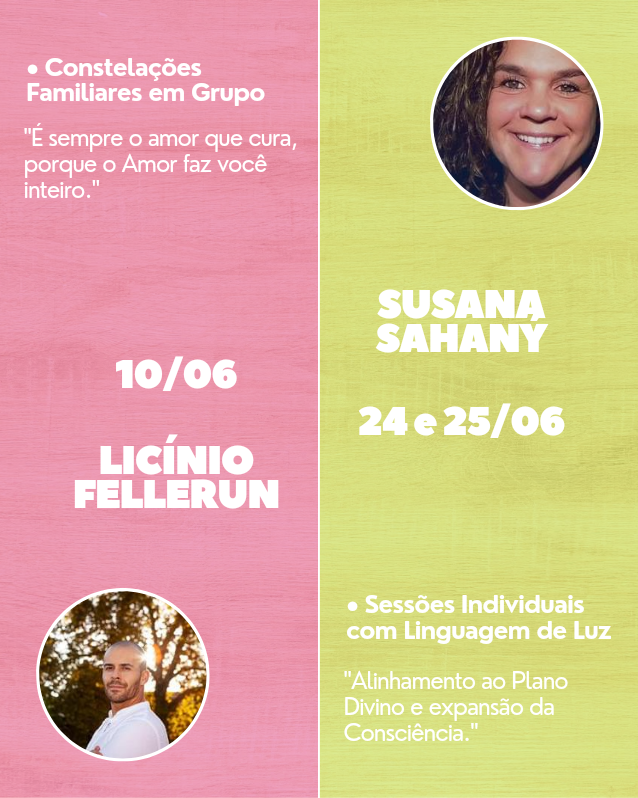 • Constelações
Familiares em Grupo
"É sempre o amor que cura,
porque o Amor faz você
inteiro."
10/06
LICÍNIO
FELLERUN
SUSANA
SAHANÝ
24 e 25/06
• Sessões Individuais
com Linguagem de Luz
"Alinhamento ao Plano
Divino e expansão da
Consciência."